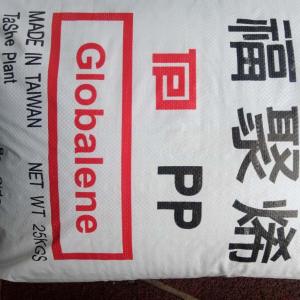 福聚烯
PP
Globalene
MADE IN TAIWAN NET WT 25KGS
TaShe Plant